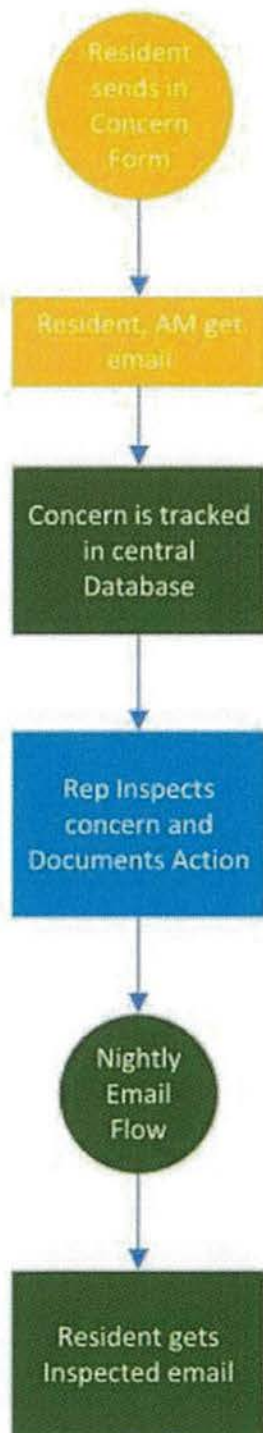 Resident
sends in
Concern
Form
Resident, AM get
email
Concern is tracked
in central
Database
Rep Inspects
concern and
Documents Action
Nightly
Email
Flow
Resident gets
Inspected email